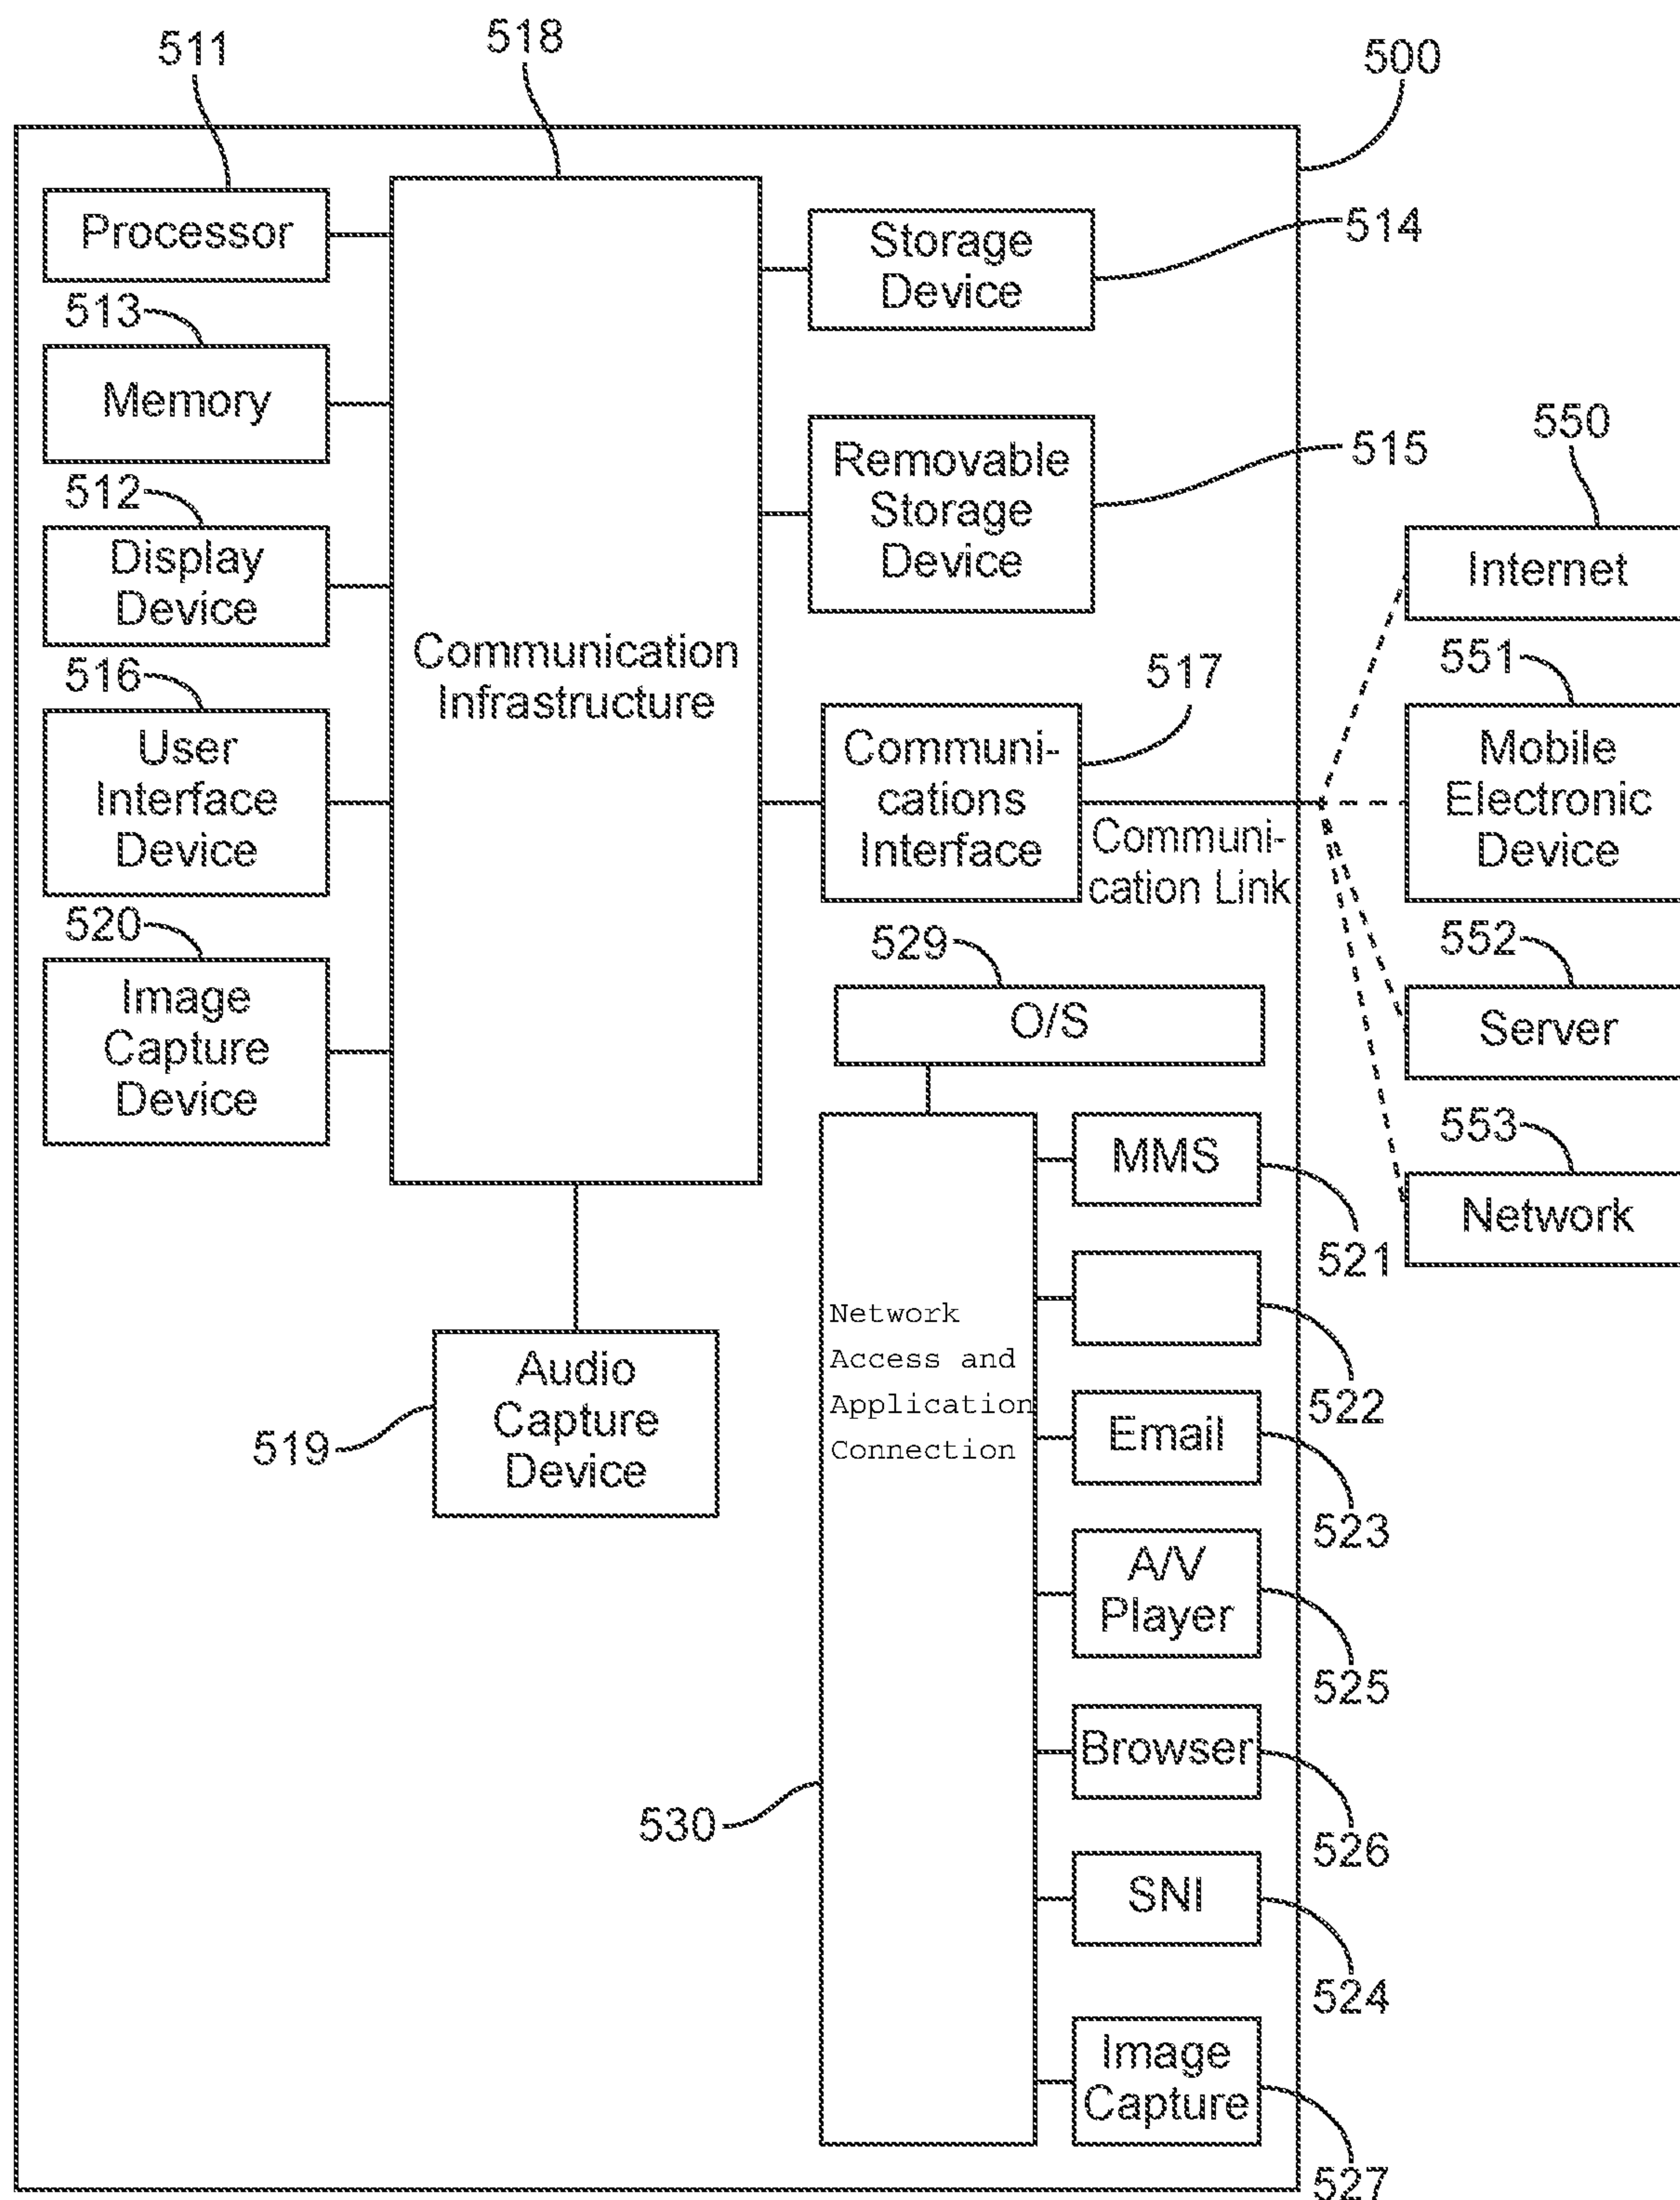 511
518
500
Processor
513
Memory
512
Display
Device
516
User
Interface
Device
520
Image
Capture
Device
Communication
Infrastructure
Storage
Device
514
Removable
Storage
Device
515
Communi-
cations
Interface
517
Communi-
cation Link
550
Internet
551
Mobile
Electronic
Device
552
Server
553
Network
529
O/S
519
Audio
Capture
Device
530
Network
Access and
Application
Connection
MMS
521
522
Email
523
A/V
Player
525
Browser
526
SNI
524
Image
Capture
527